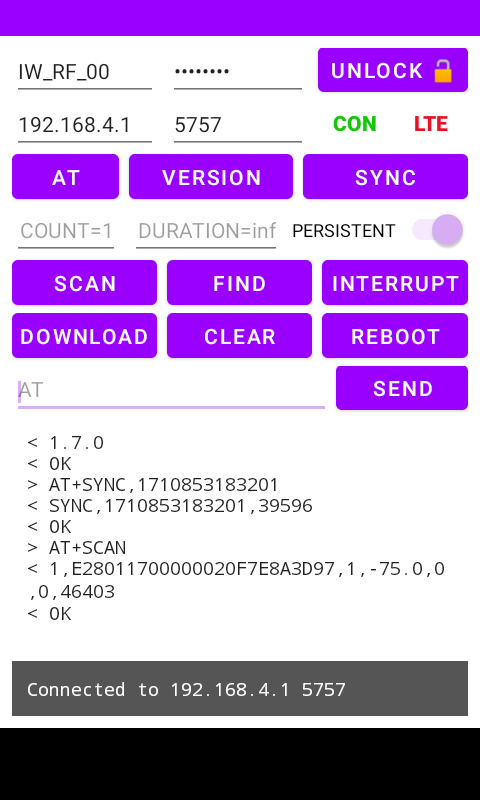 IW_RF_00 •••••••• UNLOCK 🔓
192.168.4.1 5757 CON LTE
AT VERSION SYNC
COUNT=1 DURATION=inf PERSISTENT
SCAN FIND INTERRUPT
DOWNLOAD CLEAR REBOOT
AT SEND
< 1.7.0
< OK
> AT+SYNC,1710853183201
< SYNC,1710853183201,39596
< OK
> AT+SCAN
< 1,E28011700000020F7E8A3D97,1,-75.0,0
,0,46403
< OK
Connected to 192.168.4.1 5757